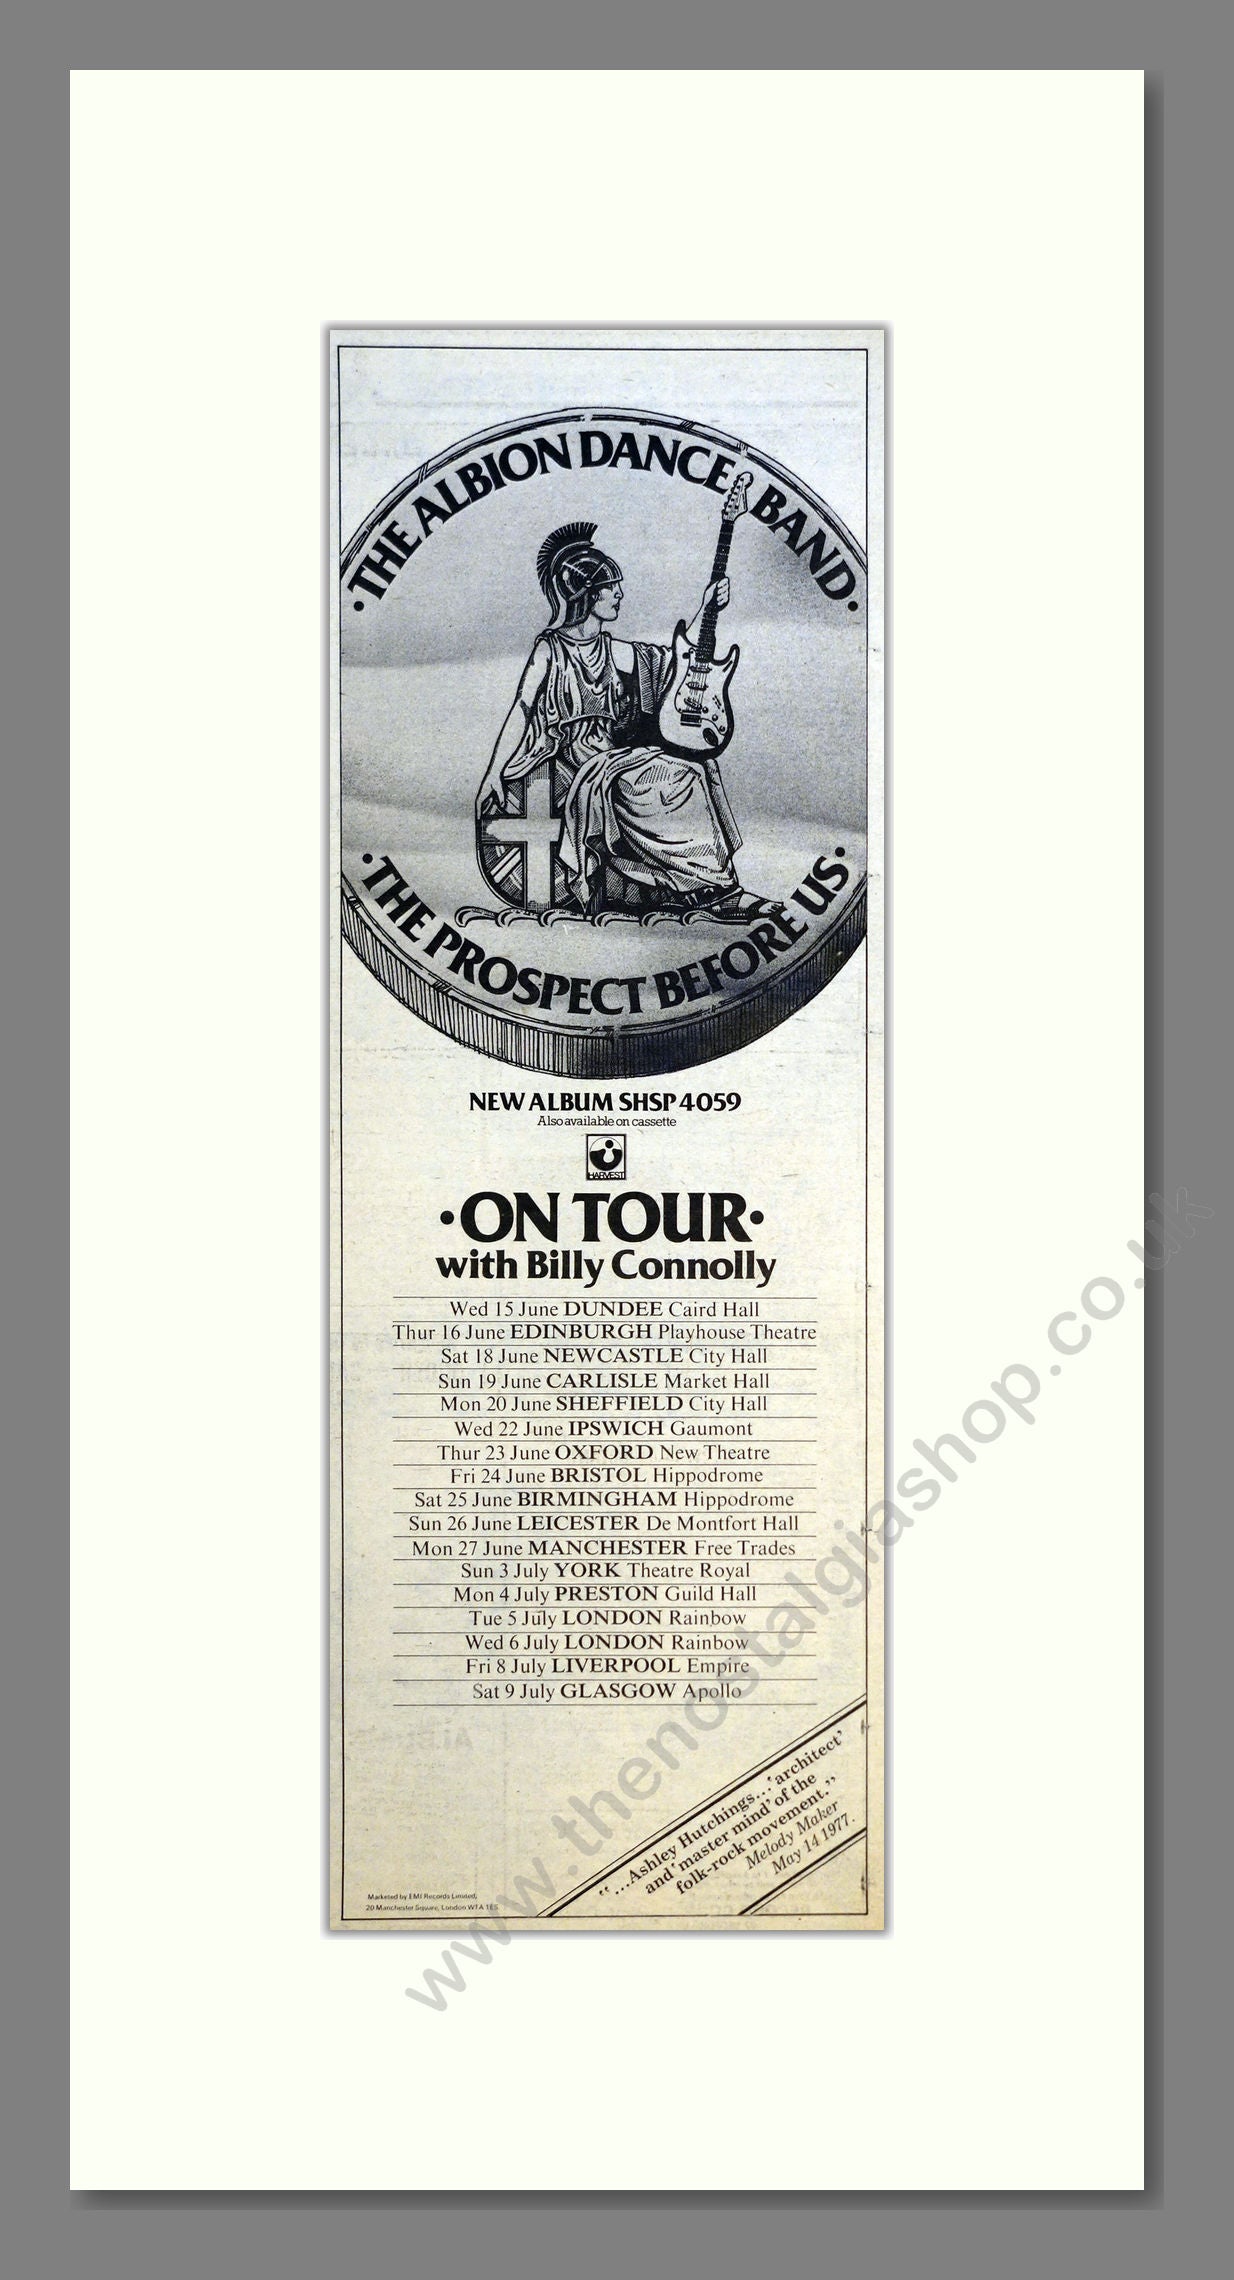 •THE ALBION DANCE BAND•
•THE PROSPECT BEFORE US•
NEW ALBUM SHSP 4059
Also available on cassette
HARVEST
•ON TOUR•
with Billy Connolly
Wed 15 June DUNDEE Caird Hall
Thur 16 June EDINBURGH Playhouse Theatre
Sat 18 June NEWCASTLE City Hall
Sun 19 June CARLISLE Market Hall
Mon 20 June SHEFFIELD City Hall
Wed 22 June IPSWICH Gaumont
Thur 23 June OXFORD New Theatre
Fri 24 June BRISTOL Hippodrome
Sat 25 June BIRMINGHAM Hippodrome
Sun 26 June LEICESTER De Montfort Hall
Mon 27 June MANCHESTER Free Trades
Sun 3 July YORK Theatre Royal
Mon 4 July PRESTON Guild Hall
Tue 5 July LONDON Rainbow
Wed 6 July LONDON Rainbow
Fri 8 July LIVERPOOL Empire
Sat 9 July GLASGOW Apollo
"...Ashley Hutchings...'architect'
and 'master mind' of the
folk-rock movement."
Melody Maker
May 14 1977.
Marketed by EMI Records Limited,
20 Manchester Square, London W1A 1ES
www.thenostalgiashop.co.uk